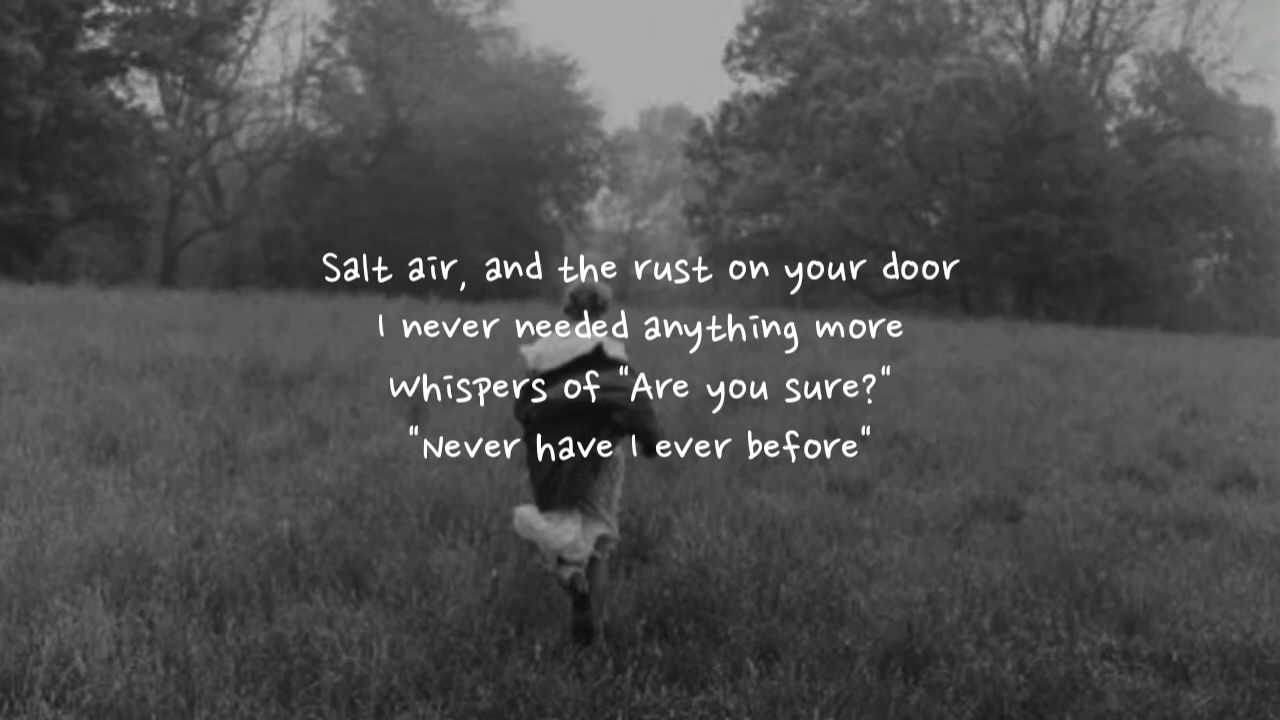 Salt air, and the rust on your door
I never needed anything more
Whispers of "Are you sure?"
"Never have I ever before"